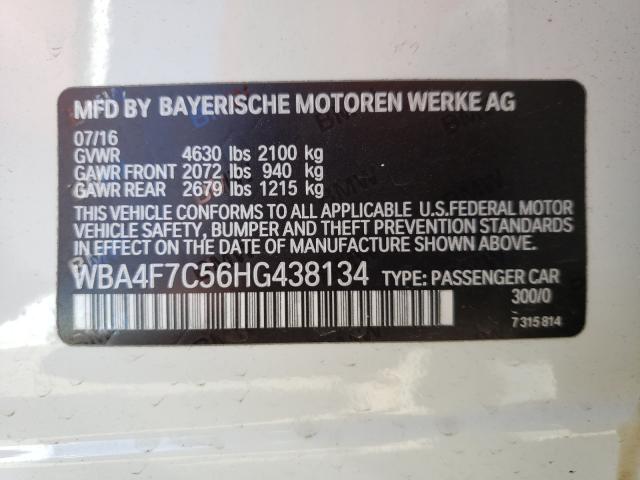 MFD BY BAYERISCHE MOTOREN WERKE AG
07/16
GVWR 4630 lbs 2100 kg
GAWR FRONT 2072 lbs 940 kg
GAWR REAR 2679 lbs 1215 kg
THIS VEHICLE CONFORMS TO ALL APPLICABLE U.S.FEDERAL MOTOR
VEHICLE SAFETY, BUMPER AND THEFT PREVENTION STANDARDS
IN EFFECT ON THE DATE OF MANUFACTURE SHOWN ABOVE.
WBA4F7C56HG438134 TYPE: PASSENGER CAR
300/0
7 315 814